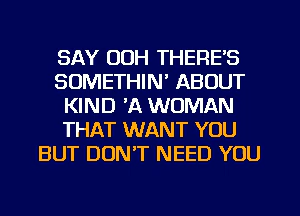 SAY OOH THERE'S
SOMETHIN' ABOUT
KIND 'A WOMAN
THAT WANT YOU
BUT DON'T NEED YOU